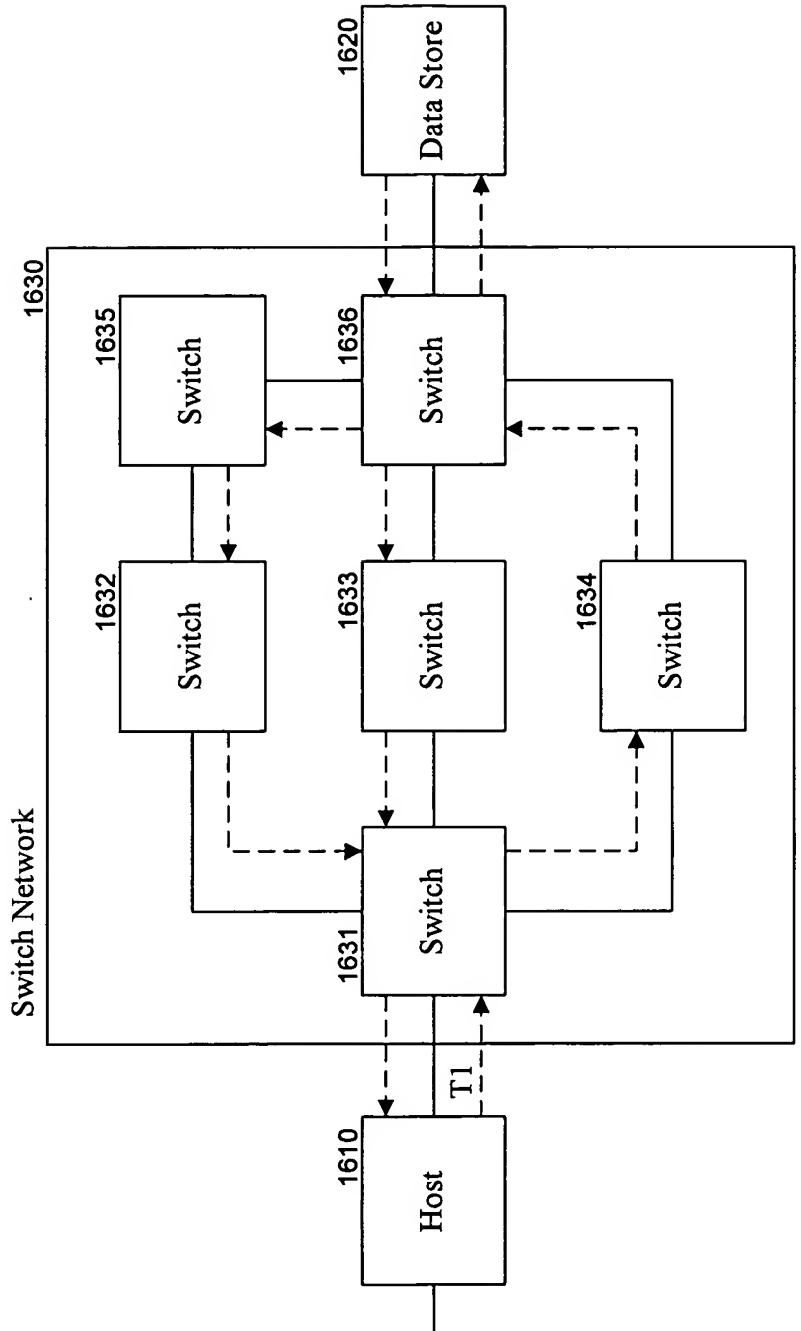 Switch Network
1630
1635
Switch
1632
Switch
1620
Data Store
1636
Switch
1633
Switch
1631
Switch
1610
Host
T1
1634
Switch